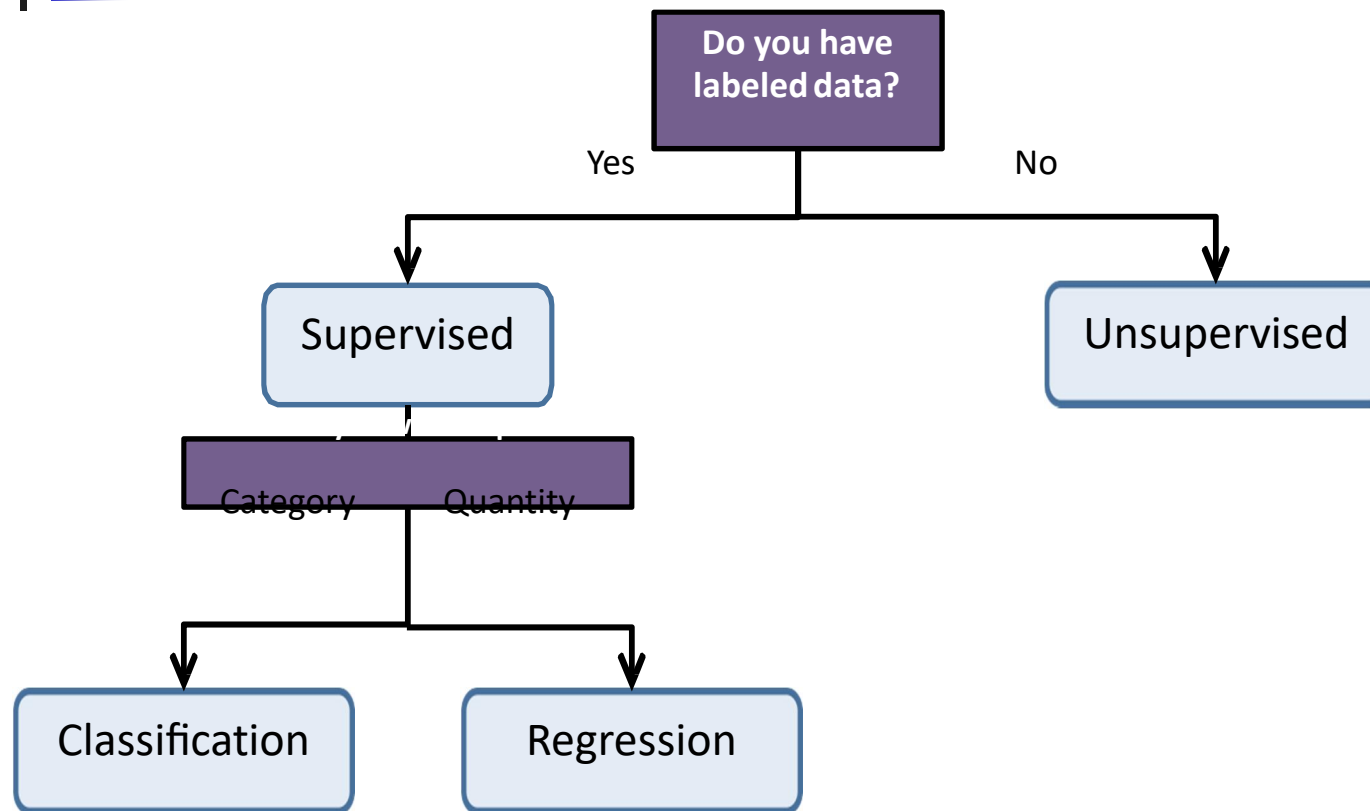 Do you have
labeled data?
Yes No
Supervised Unsupervised
Category Quantity
Classification Regression